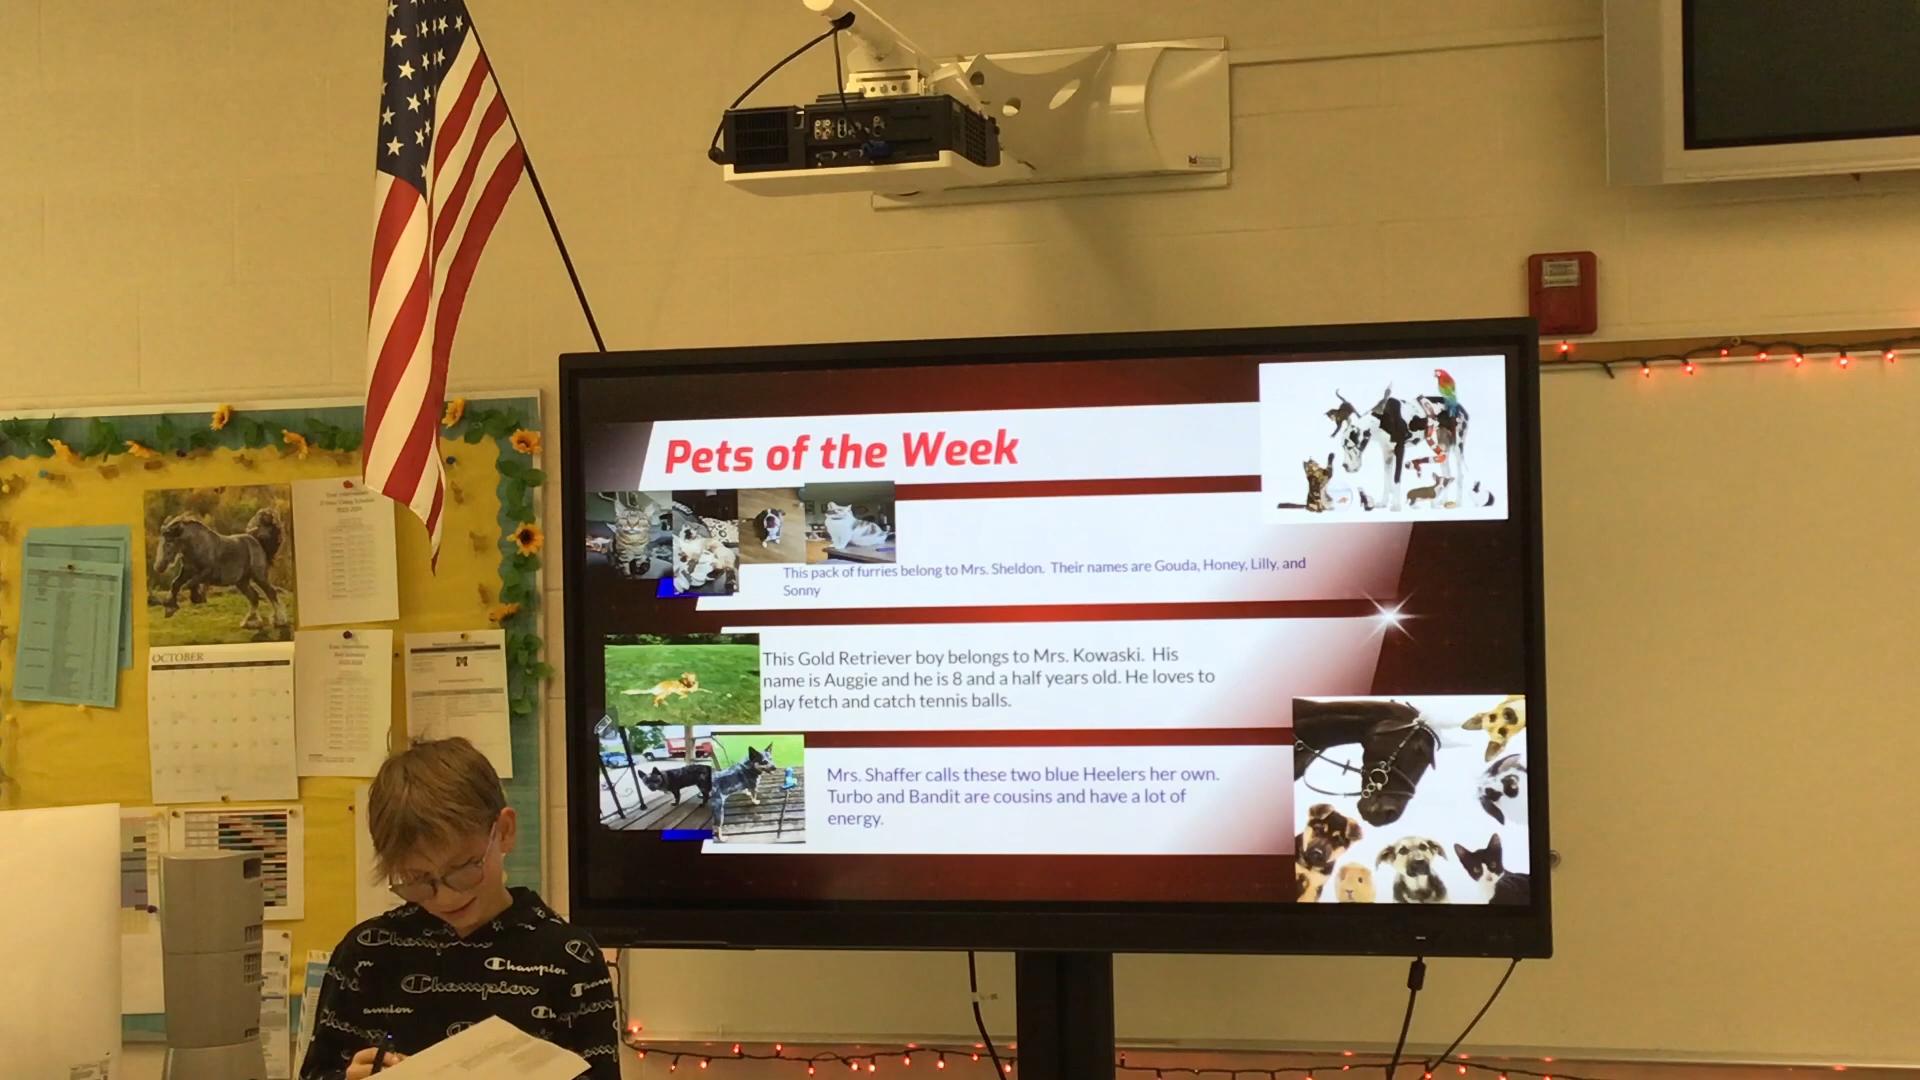 Pets of the Week
This pack of furries belong to Mrs. Sheldon. Their names are Gouda, Honey, Lilly, and
Sonny
This Gold Retriever boy belongs to Mrs. Kowaski. His
name is Auggie and he is 8 and a half years old. He loves to
play fetch and catch tennis balls.
Mrs. Shaffer calls these two blue Heelers her own.
Turbo and Bandit are cousins and have a lot of
energy.
OCTOBER
Champion
Champion
Champion